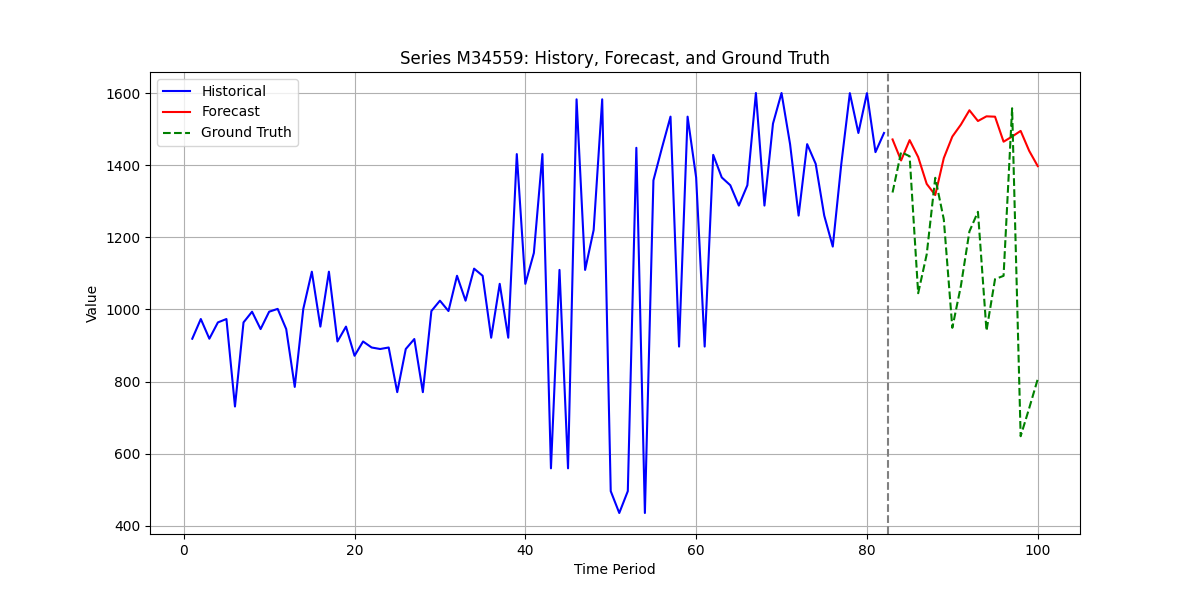 Series M34559: History, Forecast, and Ground Truth
Historical
Forecast
Ground Truth
Value
1600
1400
1200
1000
800
600
400
0 20 40 60 80 100
Time Period